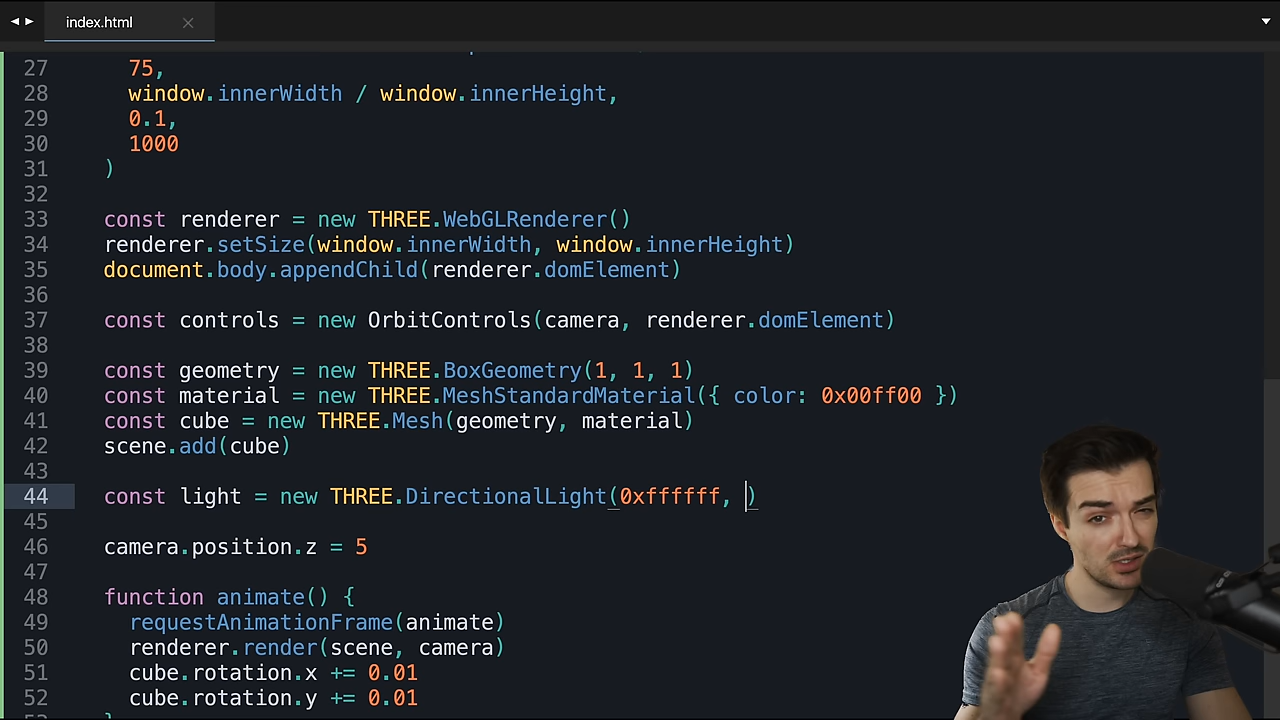 index.html
27 75,
28 window.innerWidth / window.innerHeight,
29 0.1,
30 1000
31 )
32
33 const renderer = new THREE.WebGLRenderer()
34 renderer.setSize(window.innerWidth, window.innerHeight)
35 document.body.appendChild(renderer.domElement)
36
37 const controls = new OrbitControls(camera, renderer.domElement)
38
39 const geometry = new THREE.BoxGeometry(1, 1, 1)
40 const material = new THREE.MeshStandardMaterial({ color: 0x00ff00 })
41 const cube = new THREE.Mesh(geometry, material)
42 scene.add(cube)
43
44 const light = new THREE.DirectionalLight(0xffffff, )
45
46 camera.position.z = 5
47
48 function animate() {
49 requestAnimationFrame(animate)
50 renderer.render(scene, camera)
51 cube.rotation.x += 0.01
52 cube.rotation.y += 0.01